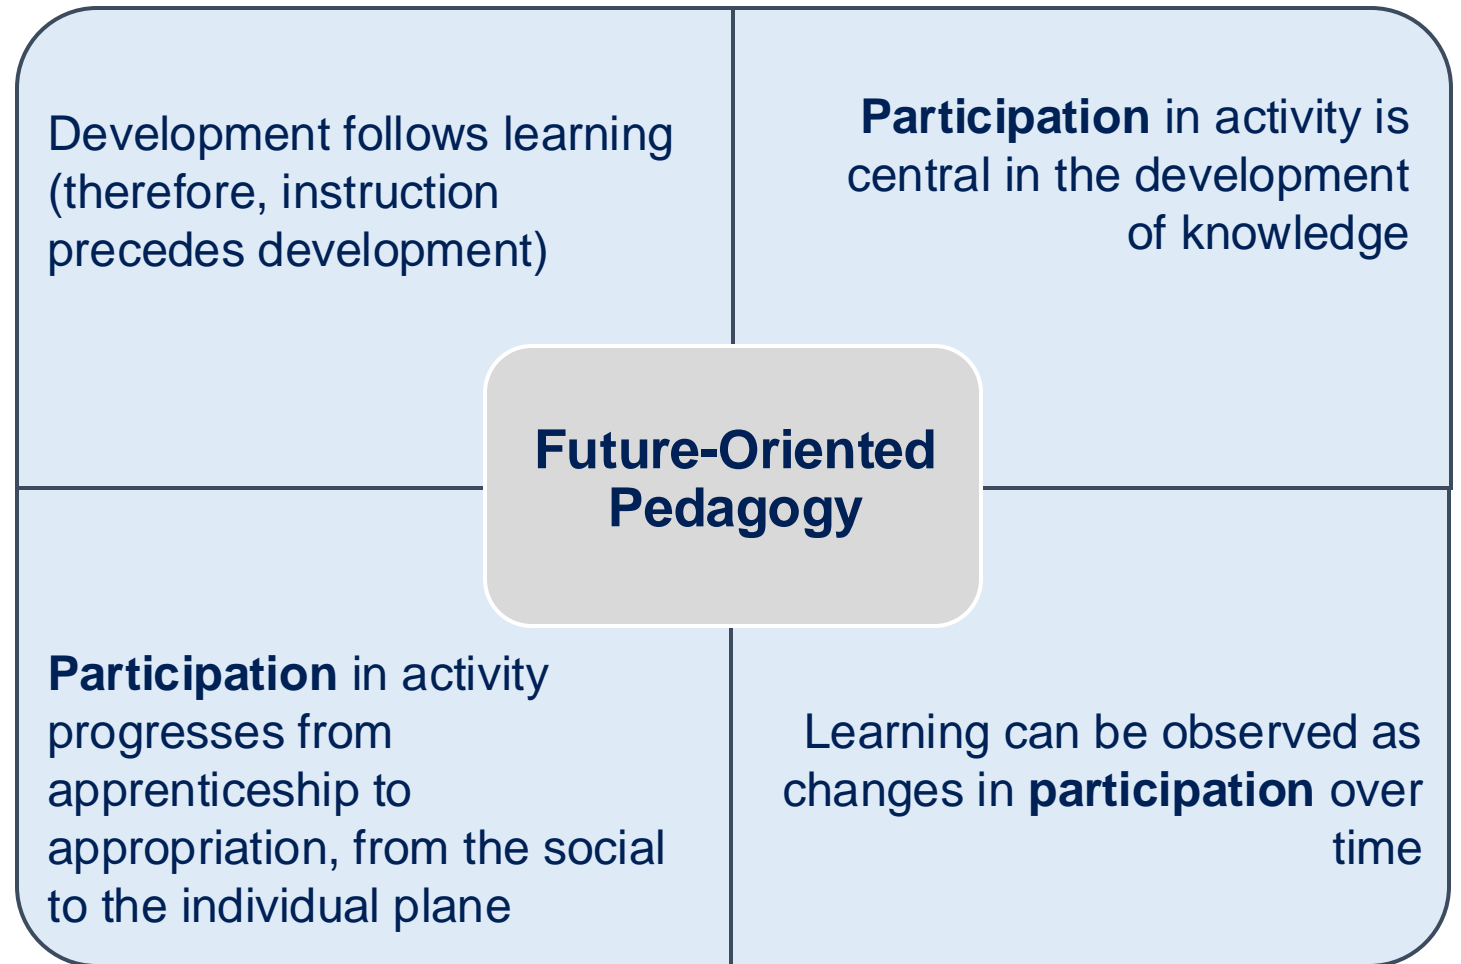 Development follows learning
(therefore, instruction
precedes development)
Participation in activity is
central in the development
of knowledge
Future-Oriented
Pedagogy
Participation in activity
progresses from
apprenticeship to
appropriation, from the social
to the individual plane
Learning can be observed as
changes in participation over
time